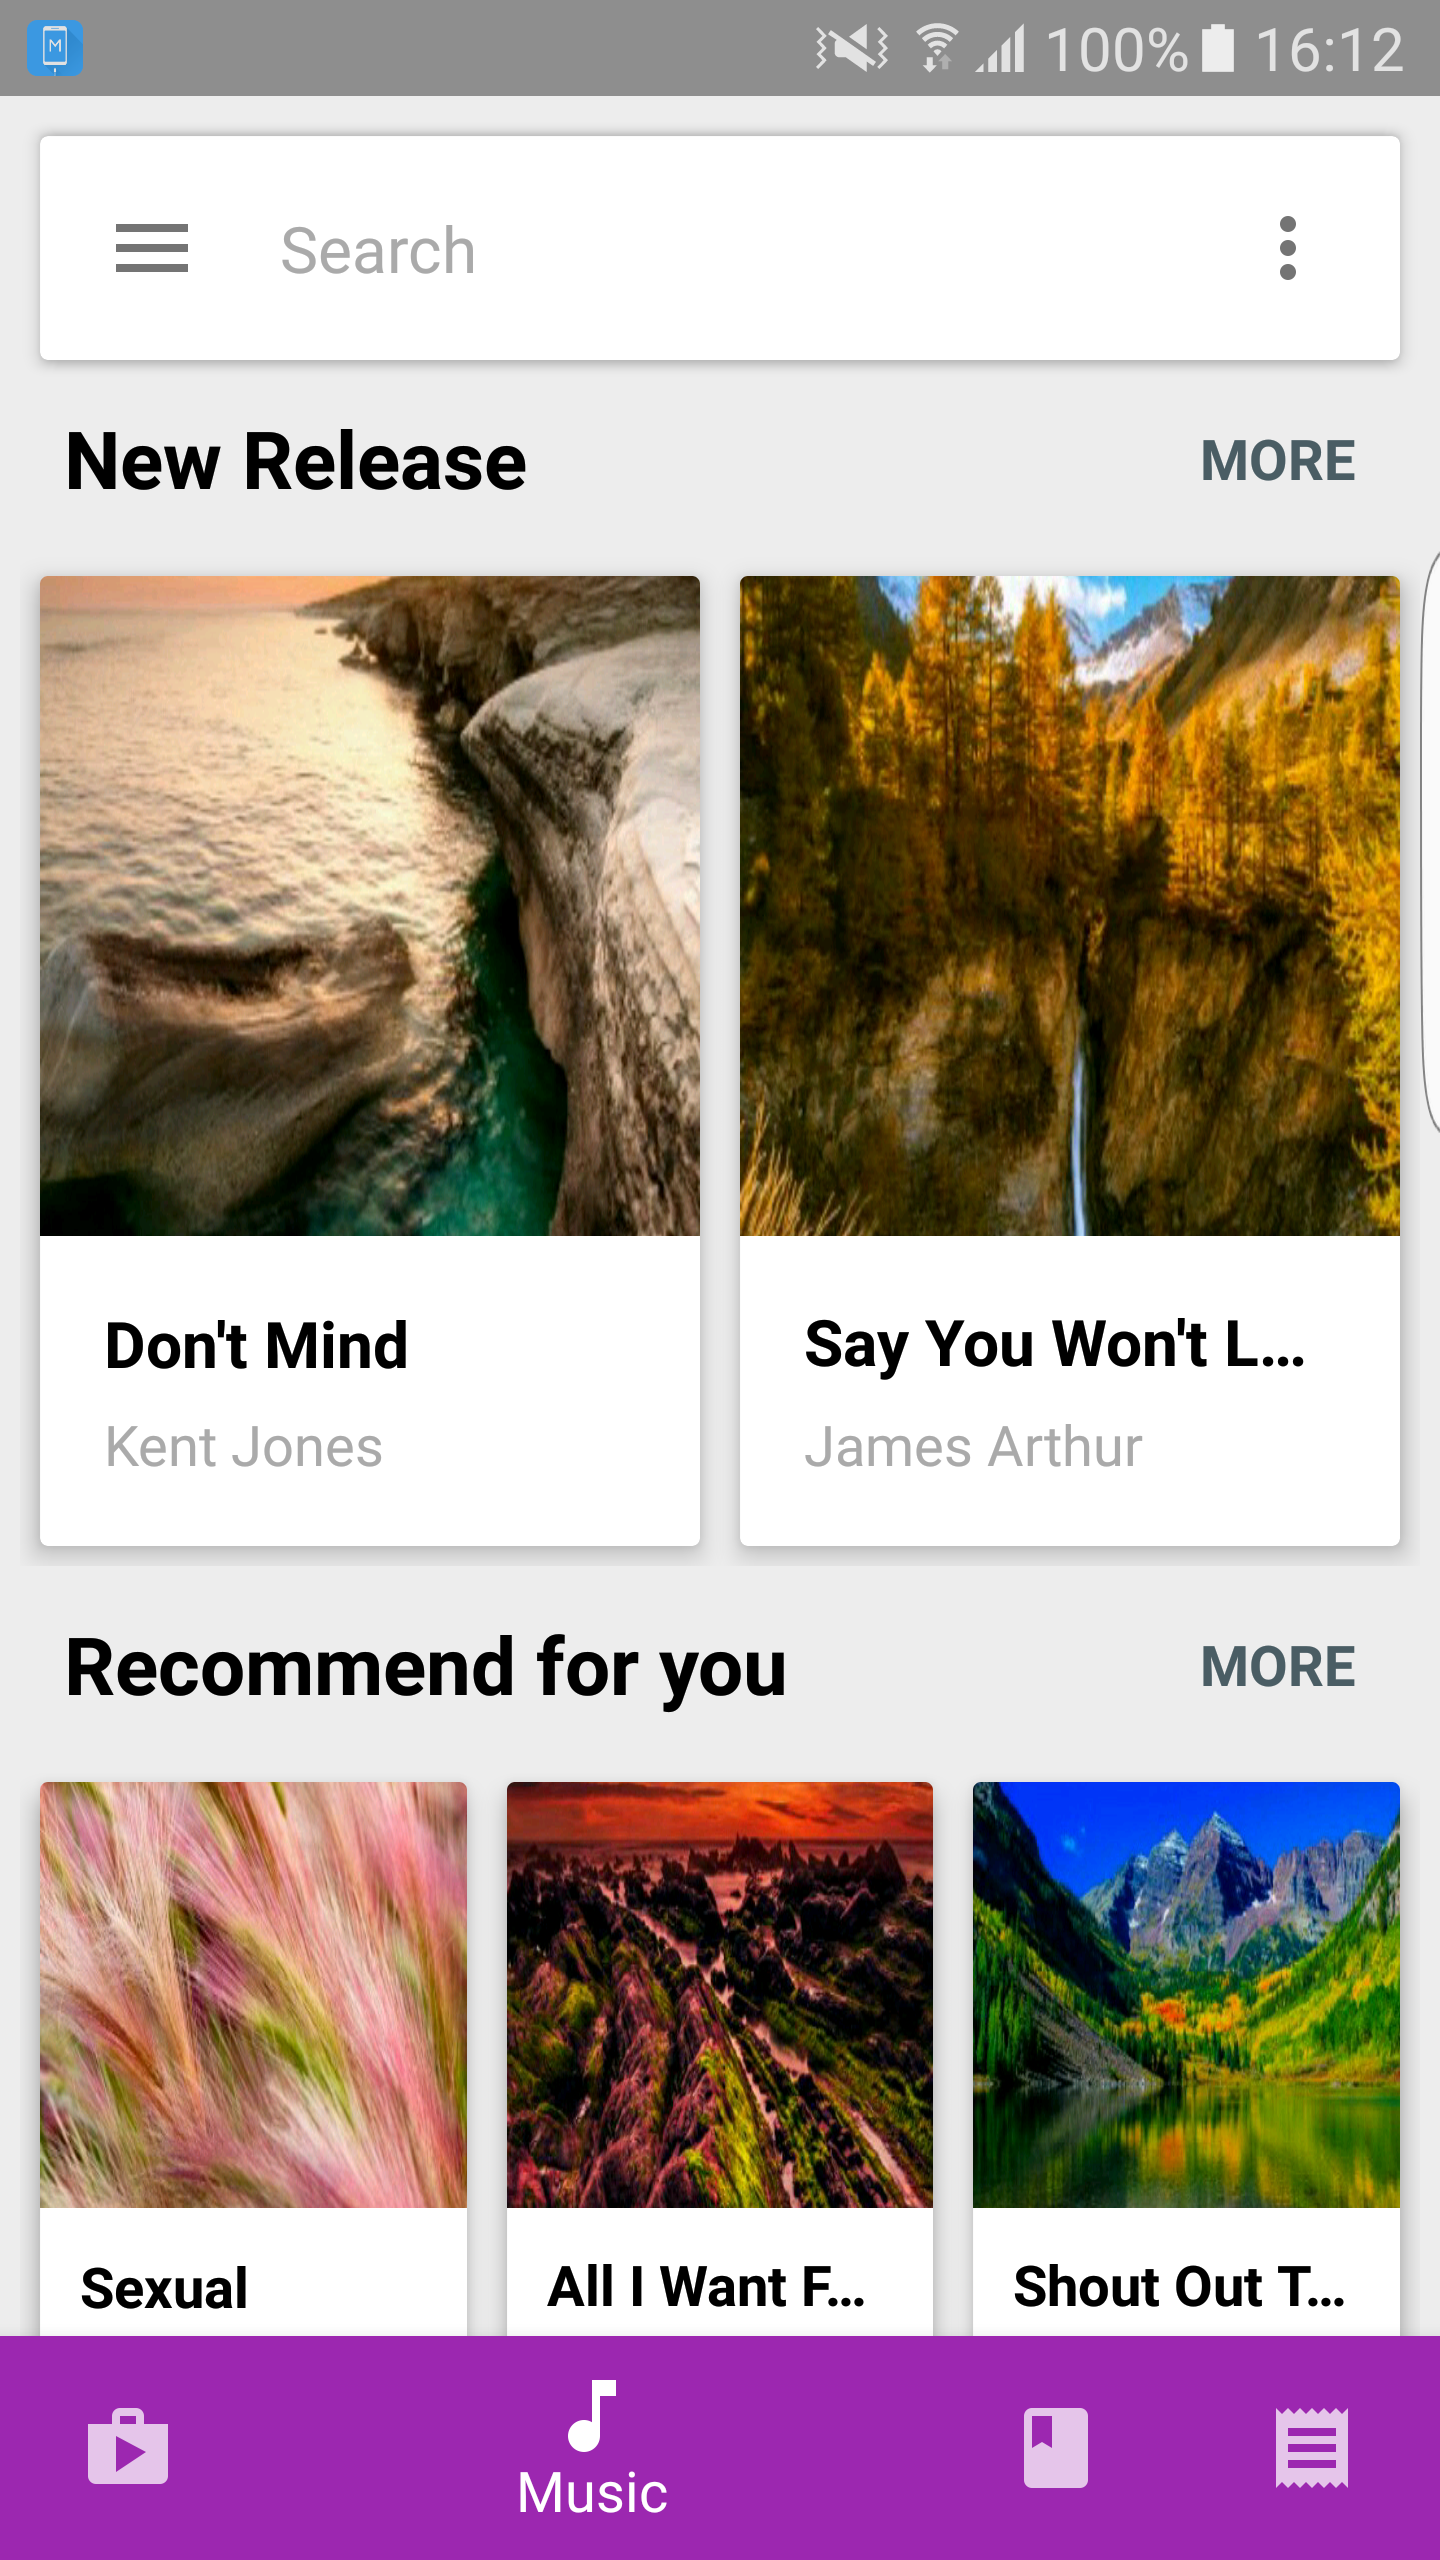 M
100% 16:12
Search
New Release MORE
Don't Mind
Kent Jones
Say You Won't L...
James Arthur
Recommend for you MORE
Sexual
All I Want F...
Shout Out T...
Music